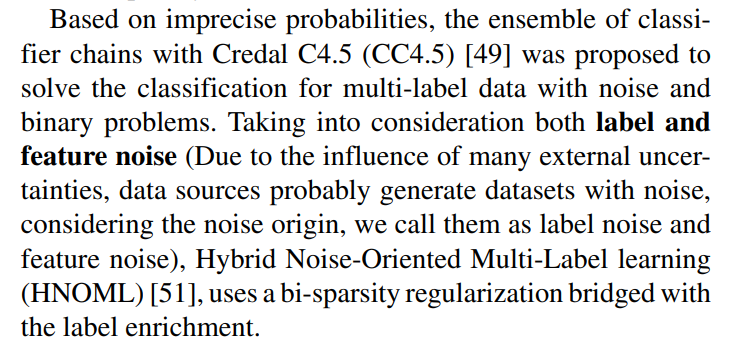 Based on imprecise probabilities, the ensemble of classi-
fier chains with Credal C4.5 (CC4.5) [49] was proposed to
solve the classification for multi-label data with noise and
binary problems. Taking into consideration both label and
feature noise (Due to the influence of many external uncer-
tainties, data sources probably generate datasets with noise,
considering the noise origin, we call them as label noise and
feature noise), Hybrid Noise-Oriented Multi-Label learning
(HNOML) [51], uses a bi-sparsity regularization bridged with
the label enrichment.